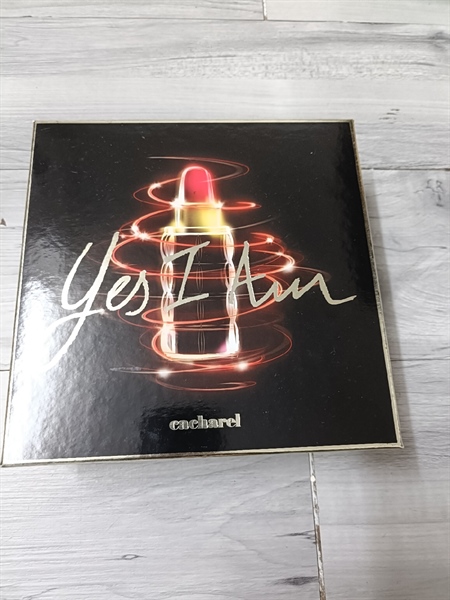 Yes I Am
cacharel